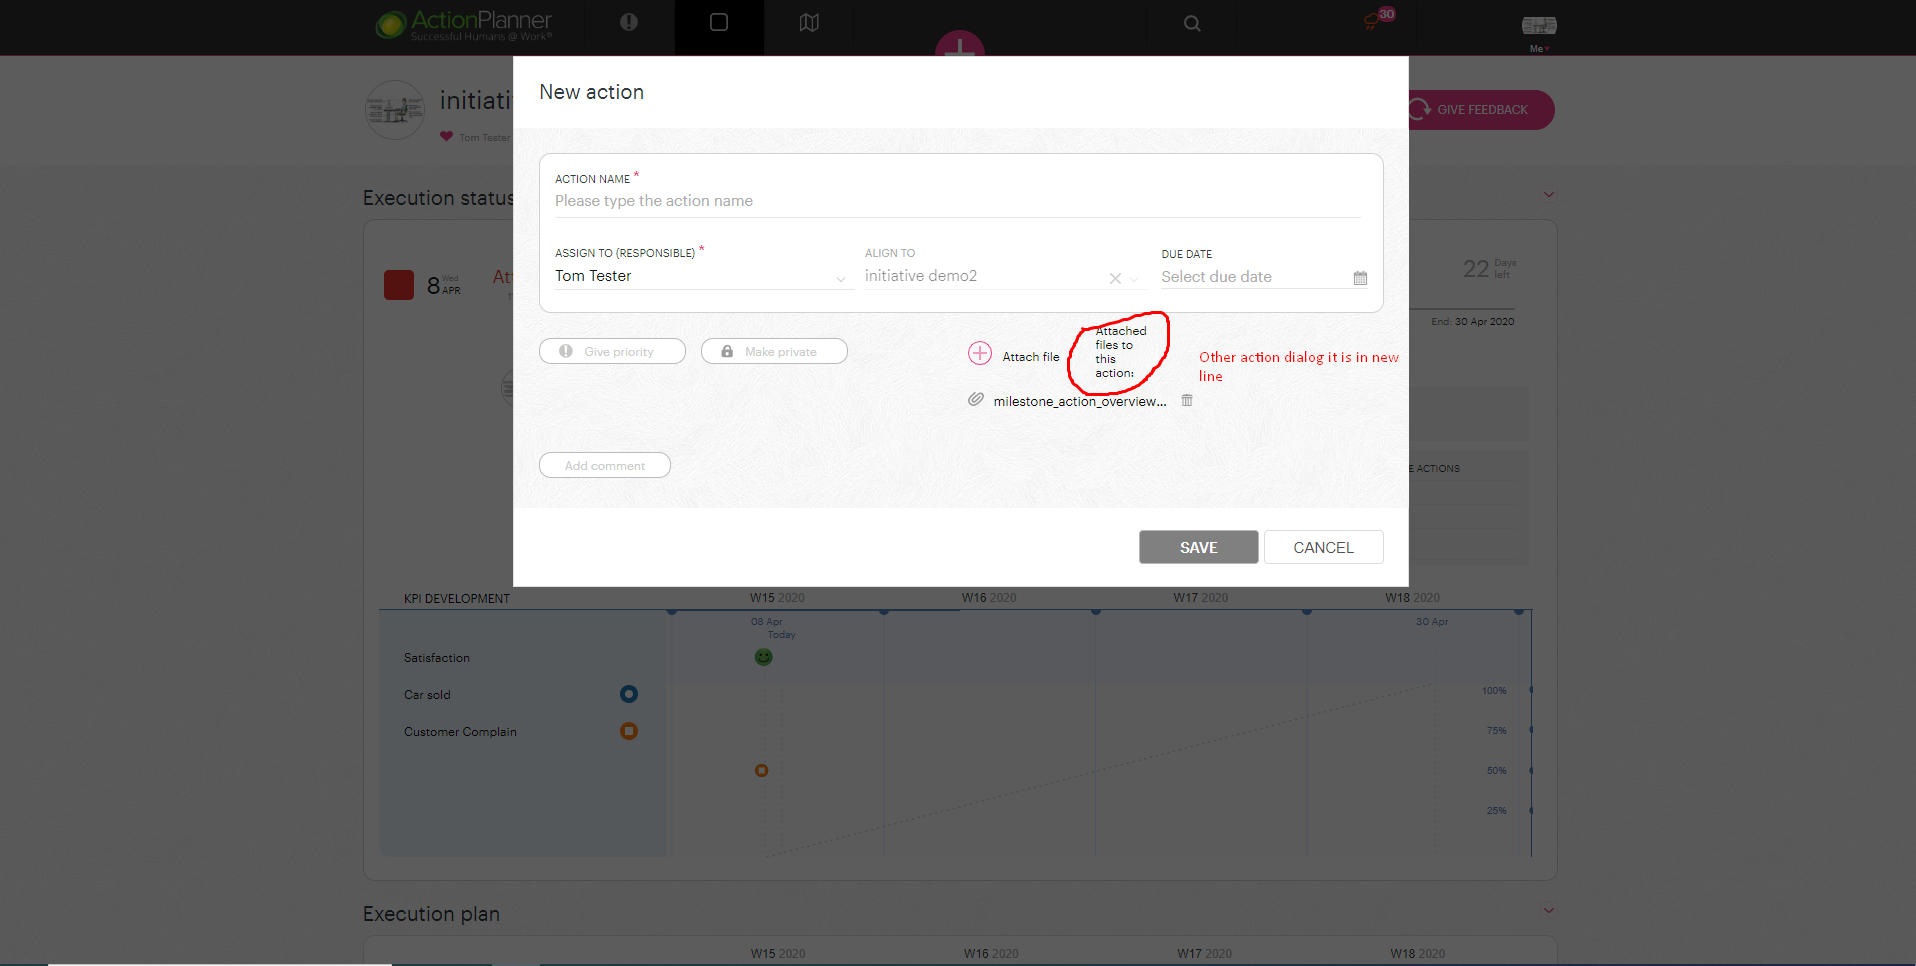 ActionPlanner
Successful Humans @ Work®
30
Me
New action
initiati
Tom Tester
GIVE FEEDBACK
ACTION NAME *
Please type the action name
Execution status
ASSIGN TO (RESPONSIBLE) *
ALIGN TO
DUE DATE
Tom Tester
initiative demo2
Select due date
8 Wed APR
Att
22 Days left
End: 30 Apr 2020
Give priority
Make private
Attach file
Attached
files to
this
action:
Other action dialog it is in new
line
milestone_action_overview...
Add comment
E ACTIONS
SAVE
CANCEL
KPI DEVELOPMENT
W15 2020
W16 2020
W17 2020
W18 2020
08 Apr
Today
30 Apr
Satisfaction
Car sold
100%
Customer Complain
75%
50%
25%
Execution plan
W15 2020
W16 2020
W17 2020
W18 2020